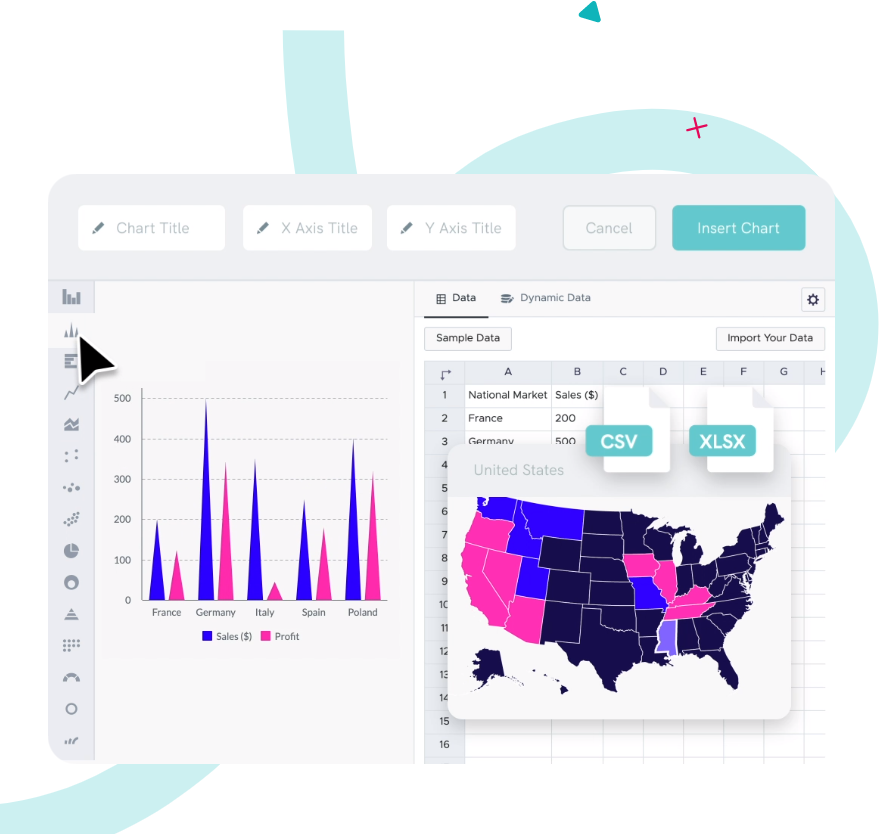 Chart Title
X Axis Title
Y Axis Title
Cancel
Insert Chart
Data
Dynamic Data
Sample Data
Import Your Data
A B C D E F G H
1 National Market Sales ($)
2 France 200
3 Germany 500
4
5
6
7
8
9
10
11
12
13
14
15
16
CSV
XLSX
United States
500
400
300
200
100
0
France Germany Italy Spain Poland
Sales ($) Profit